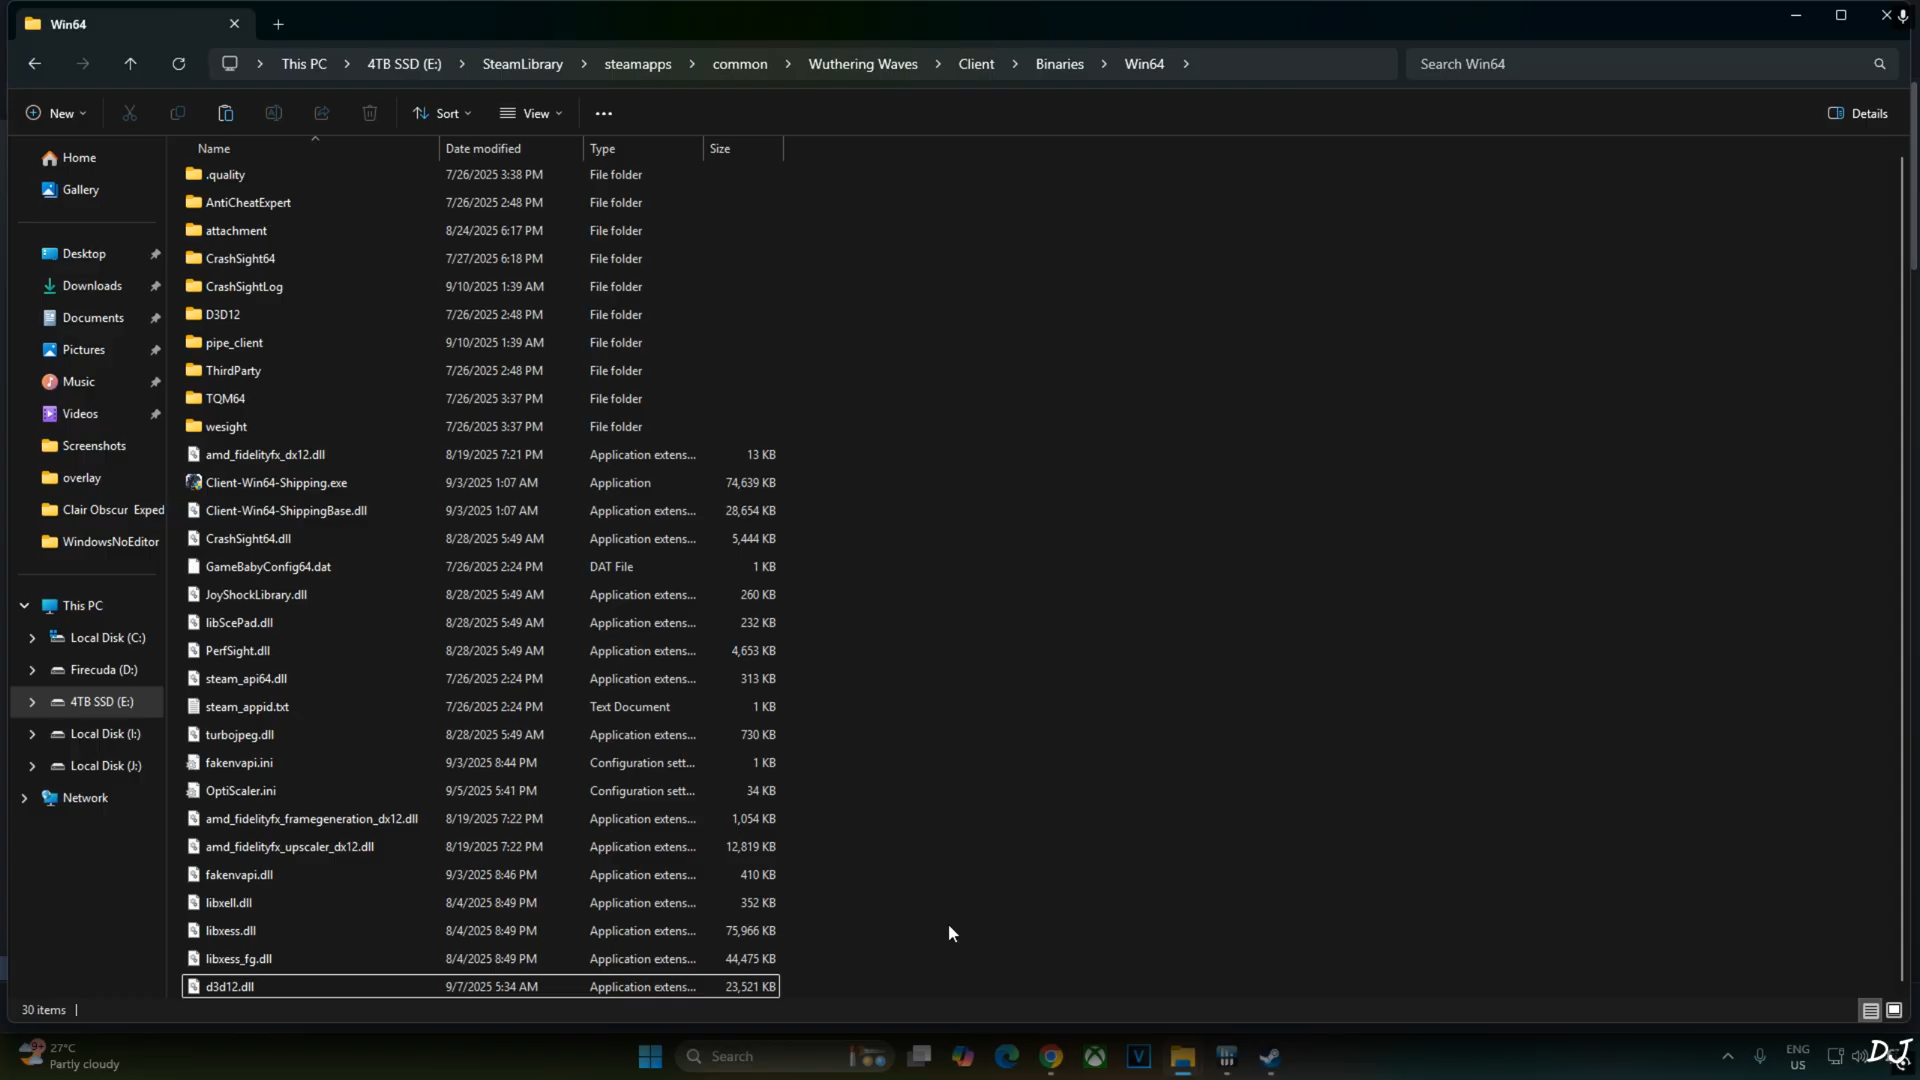 Win64
This PC > 4TB SSD (E:) > SteamLibrary > steamapps > common > Wuthering Waves > Client > Binaries > Win64 >
Search Win64
New
Sort
View
Details
Name Date modified Type Size
Home
Gallery
Desktop
Downloads
Documents
Pictures
Music
Videos
Screenshots
overlay
Clair Obscur Exped
WindowsNoEditor
This PC
Local Disk (C:)
Firecuda (D:)
4TB SSD (E:)
Local Disk (I:)
Local Disk (J:)
Network
.quality 7/26/2025 3:38 PM File folder
AntiCheatExpert 7/26/2025 2:48 PM File folder
attachment 8/24/2025 6:17 PM File folder
CrashSight64 7/27/2025 6:18 PM File folder
CrashSightLog 9/10/2025 1:39 AM File folder
D3D12 7/26/2025 2:48 PM File folder
pipe_client 9/10/2025 1:39 AM File folder
ThirdParty 7/26/2025 2:48 PM File folder
TQM64 7/26/2025 3:37 PM File folder
wesight 7/26/2025 3:37 PM File folder
amd_fidelityfx_dx12.dll 8/19/2025 7:21 PM Application extens... 13 KB
Client-Win64-Shipping.exe 9/3/2025 1:07 AM Application 74,639 KB
Client-Win64-ShippingBase.dll 9/3/2025 1:07 AM Application extens... 28,654 KB
CrashSight64.dll 8/28/2025 5:49 AM Application extens... 5,444 KB
GameBabyConfig64.dat 7/26/2025 2:24 PM DAT File 1 KB
JoyShockLibrary.dll 8/28/2025 5:49 AM Application extens... 260 KB
libScePad.dll 8/28/2025 5:49 AM Application extens... 232 KB
PerfSight.dll 8/28/2025 5:49 AM Application extens... 4,653 KB
steam_api64.dll 7/26/2025 2:24 PM Application extens... 313 KB
steam_appid.txt 7/26/2025 2:24 PM Text Document 1 KB
turbojpeg.dll 8/28/2025 5:49 AM Application extens... 730 KB
fakenvapi.ini 9/3/2025 8:44 PM Configuration sett... 1 KB
OptiScaler.ini 9/5/2025 5:41 PM Configuration sett... 34 KB
amd_fidelityfx_framegeneration_dx12.dll 8/19/2025 7:22 PM Application extens... 1,054 KB
amd_fidelityfx_upscaler_dx12.dll 8/19/2025 7:22 PM Application extens... 12,819 KB
fakenvapi.dll 9/3/2025 8:46 PM Application extens... 410 KB
libxell.dll 8/4/2025 8:49 PM Application extens... 352 KB
libxess.dll 8/4/2025 8:49 PM Application extens... 75,966 KB
libxess_fg.dll 8/4/2025 8:49 PM Application extens... 44,475 KB
d3d12.dll 9/7/2025 5:34 AM Application extens... 23,521 KB
30 items
27°C
Partly cloudy
Search
ENG
US
DJ